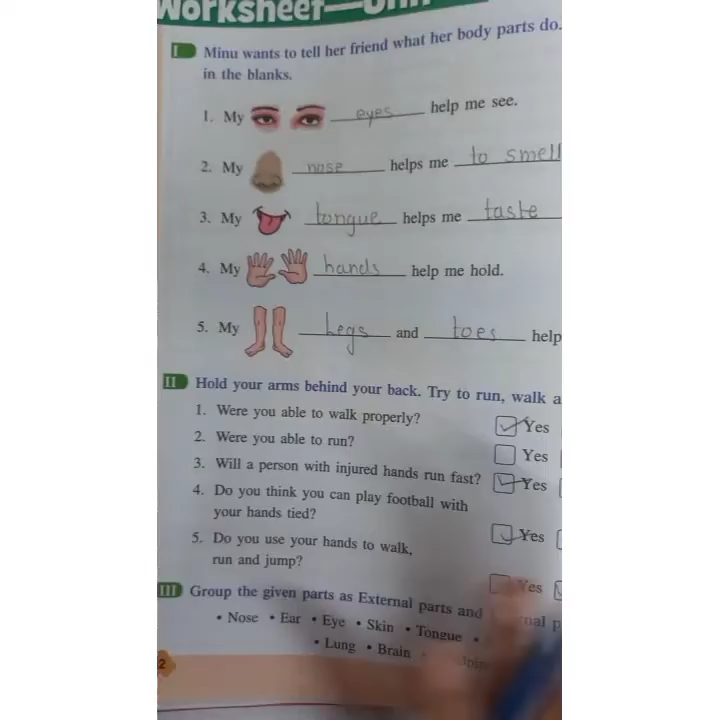 Worksheet—
I Minu wants to tell her friend what her body parts do.
in the blanks.
1. My eyes help me see.
2. My nose helps me to smell
3. My tongue helps me taste
4. My hands help me hold.
5. My Legs and toes help
II Hold your arms behind your back. Try to run, walk a
1. Were you able to walk properly? Yes
2. Were you able to run? Yes
3. Will a person with injured hands run fast? Yes
4. Do you think you can play football with
your hands tied? Yes
5. Do you use your hands to walk,
run and jump? Yes
III Group the given parts as External parts and
• Nose • Ear • Eye • Skin • Tongue •
• Lung • Brain
2